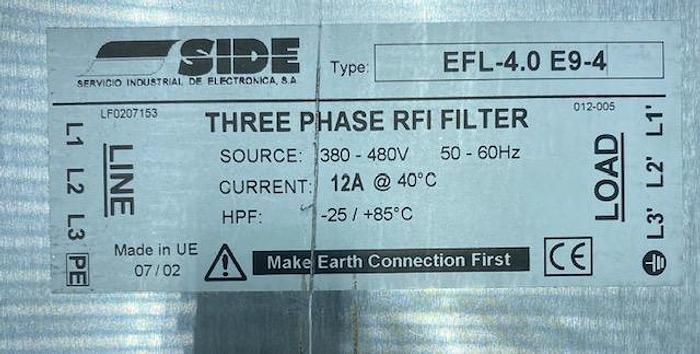 SIDE
SERVICIO INDUSTRIAL DE ELECTRONICA, S.A.
Type: EFL-4.0 E9-4
LF0207153
012-005
THREE PHASE RFI FILTER
SOURCE: 380 - 480V 50 - 60Hz
CURRENT: 12A @ 40°C
HPF: -25 / +85°C
L1 L2 L3 PE
LINE
LOAD
L3' L2' L1'
Made in UE
07 / 02
Make Earth Connection First
CE